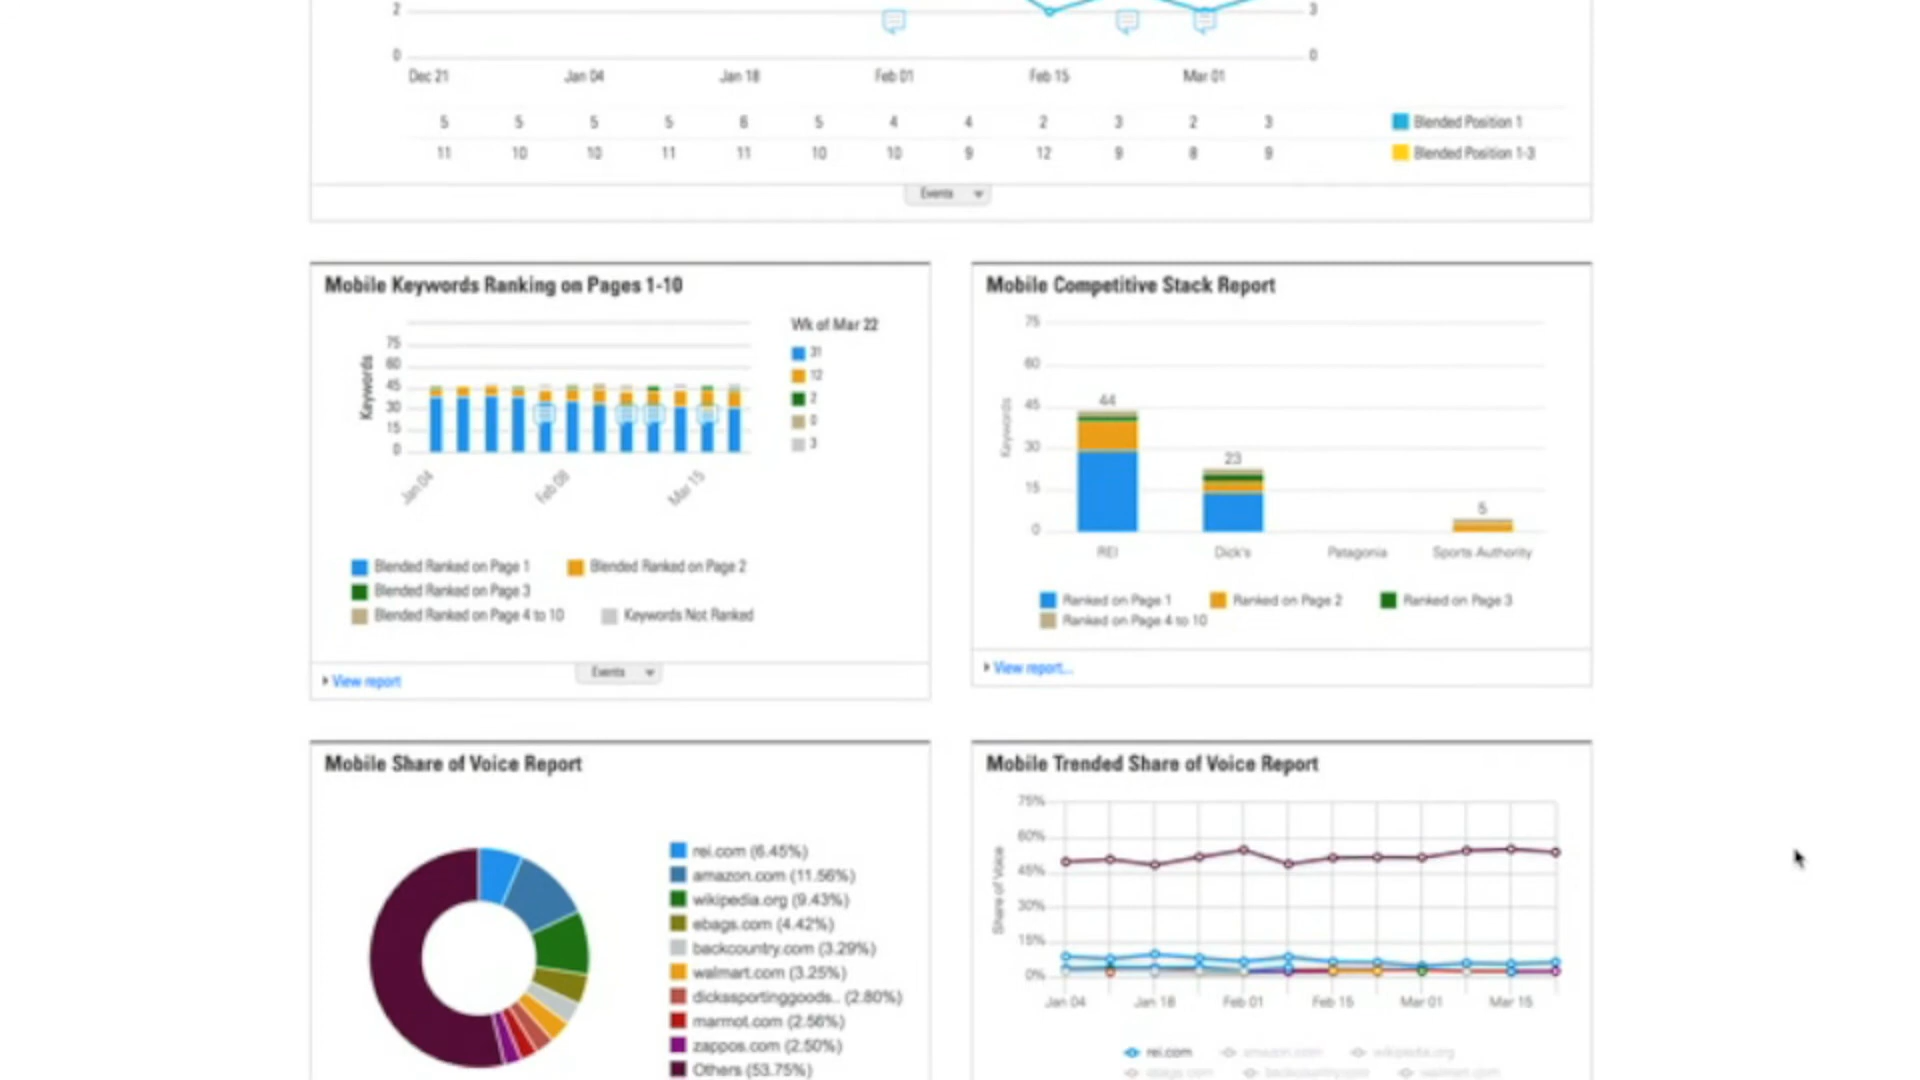 2 3
0 0
Dec 21 Jan 04 Jan 18 Feb 01 Feb 15 Mar 01
5 5 5 5 6 5 4 4 2 3 2 3 Blended Position 1
11 10 10 11 11 10 10 9 12 9 8 9 Blended Position 1-3
Events
Mobile Keywords Ranking on Pages 1-10
Wk of Mar 22
75
60
45
30
15
0
Keywords
31
12
2
0
3
Jan 04 Feb 08 Mar 15
Blended Ranked on Page 1 Blended Ranked on Page 2
Blended Ranked on Page 3
Blended Ranked on Page 4 to 10 Keywords Not Ranked
View report
Events
Mobile Competitive Stack Report
75
60
45
30
15
0
Keywords
44
23
5
REI Dick's Patagonia Sports Authority
Ranked on Page 1 Ranked on Page 2 Ranked on Page 3
Ranked on Page 4 to 10
View report...
Mobile Share of Voice Report
rei.com (6.45%)
amazon.com (11.56%)
wikipedia.org (9.43%)
ebags.com (4.42%)
backcountry.com (3.29%)
walmart.com (3.25%)
dickssportinggoods.. (2.80%)
marmot.com (2.56%)
zappos.com (2.50%)
Others (53.75%)
Mobile Trended Share of Voice Report
75%
60%
45%
30%
15%
0%
Share of Voice
Jan 04 Jan 18 Feb 01 Feb 15 Mar 01 Mar 15
rei.com amazon.com wikipedia.org
ebags.com backcountry.com walmart.com